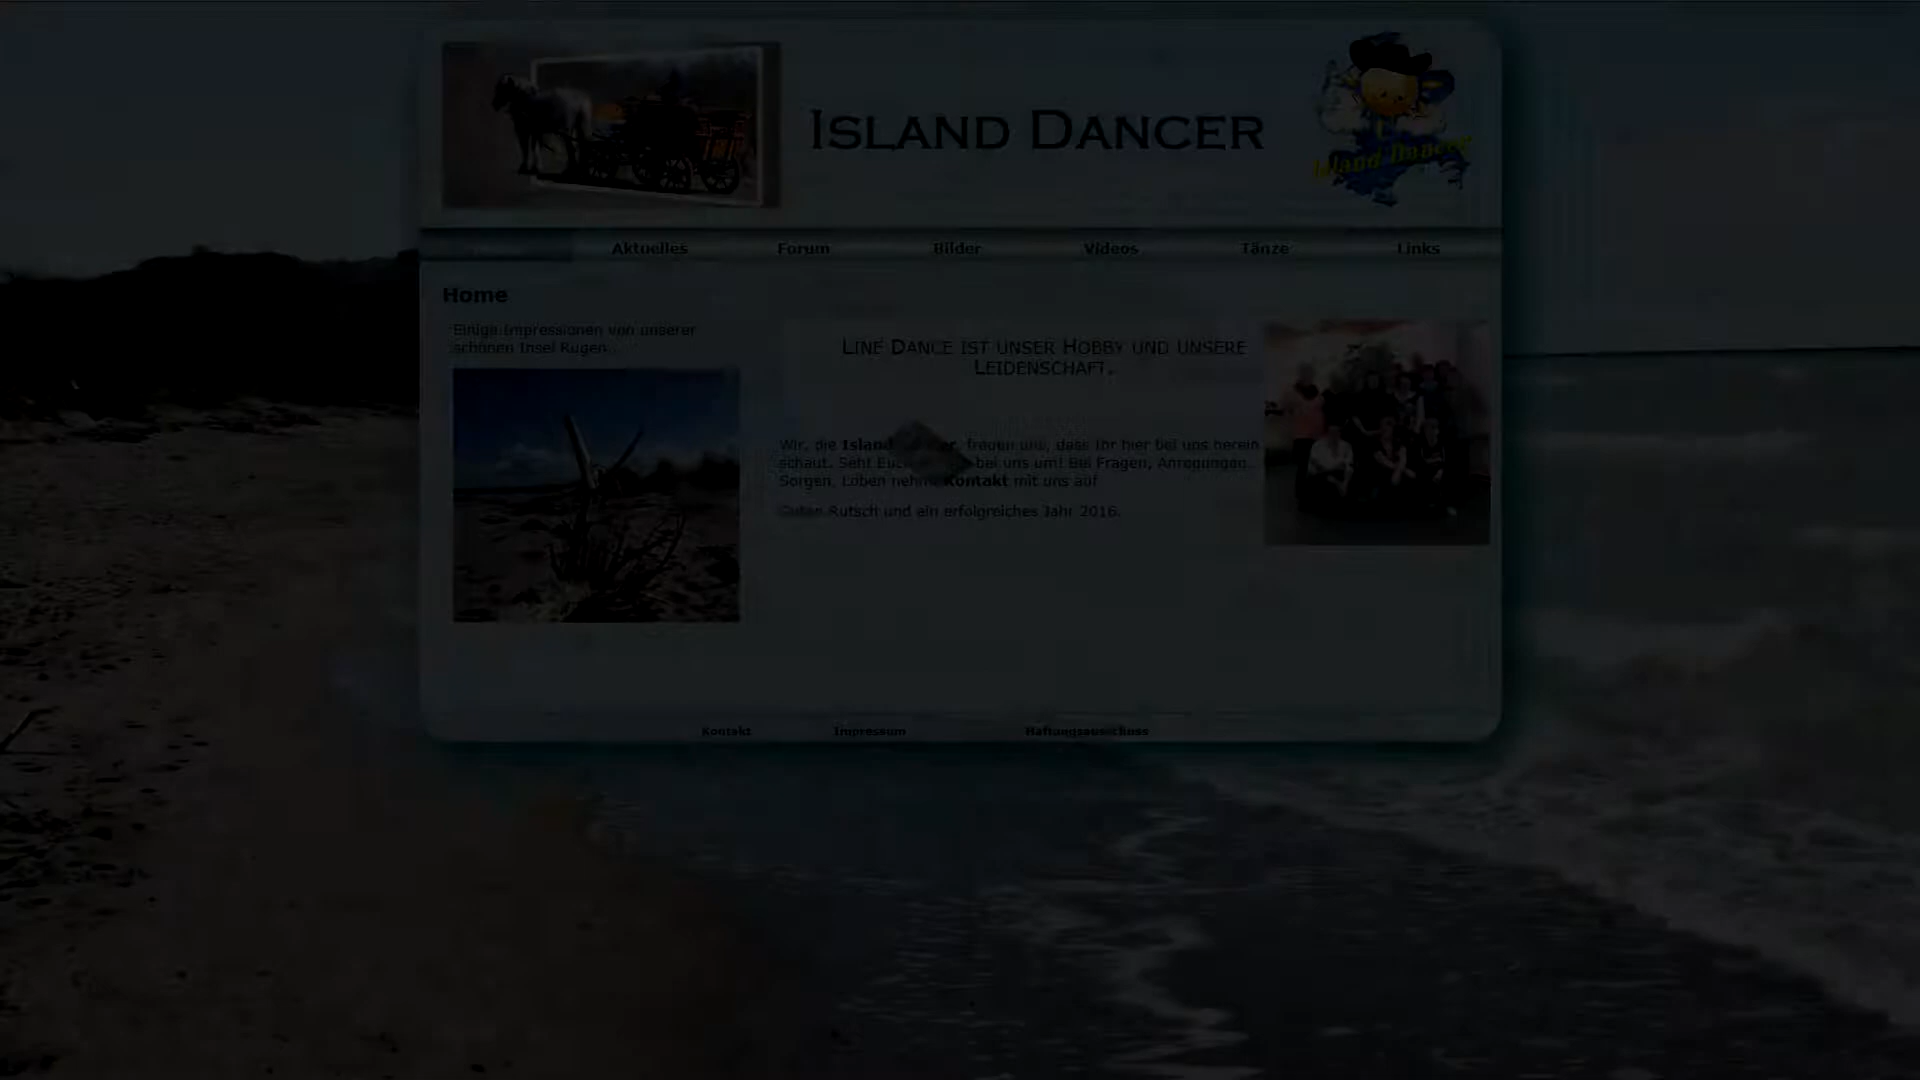 Island Dancer
Island Dancer
Aktuelles Forum Bilder Videos Tänze Links
Home
Einige Impressionen von unserer
schönen Insel Rügen...
Line Dance ist unser Hobby und unsere
Leidenschaft.
Wir, die Island freuen uns, dass Ihr hier bei uns herein
schaut. Seht Euch bei uns um! Bei Fragen, Anregungen,
Sorgen, Loben nehmt Kontakt mit uns auf
Guten Rutsch und ein erfolgreiches Jahr 2016.
Kontakt Impressum Haftungsausschuss